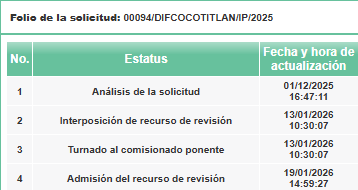 Folio de la solicitud: 00094/DIFCOCOTITLAN/IP/2025
No. Estatus Fecha y hora de actualización
1 Análisis de la solicitud 01/12/2025 16:47:11
2 Interposición de recurso de revisión 13/01/2026 10:30:07
3 Turnado al comisionado ponente 13/01/2026 10:30:07
4 Admisión del recurso de revisión 19/01/2026 14:59:27